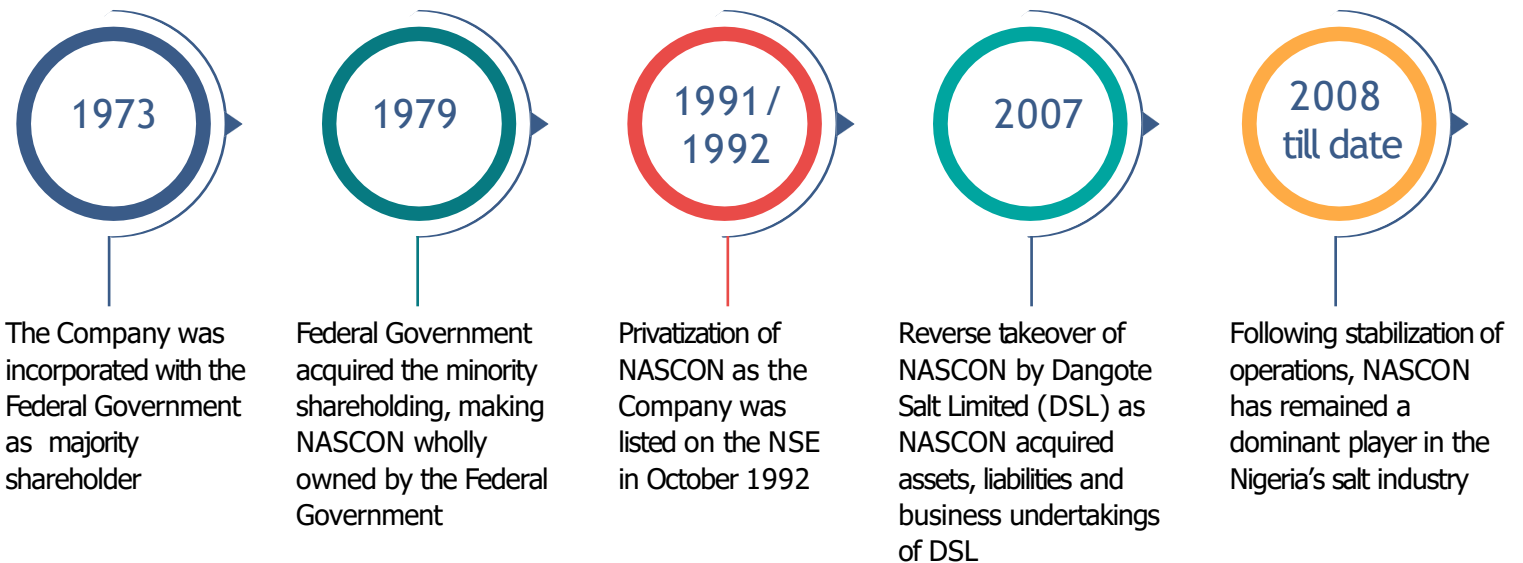 1973
The Company was
incorporated with the
Federal Government
as majority
shareholder
1979
Federal Government
acquired the minority
shareholding, making
NASCON wholly
owned by the Federal
Government
1991/
1992
Privatization of
NASCON as the
Company was
listed on the NSE
in October 1992
2007
Reverse takeover of
NASCON by Dangote
Salt Limited (DSL) as
NASCON acquired
assets, liabilities and
business undertakings
of DSL
2008
till date
Following stabilization of
operations, NASCON
has remained a
dominant player in the
Nigeria’s salt industry